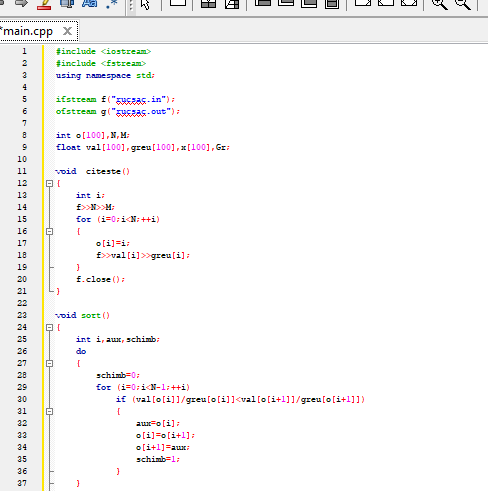 *main.cpp X
1 #include <iostream>
2 #include <fstream>
3 using namespace std;
4
5 ifstream f("rucsac.in");
6 ofstream g("rucsac.out");
7
8 int o[100],N,M;
9 float val[100],greu[100],x[100],Gr;
10
11 void citeste()
12 {
13 int i;
14 f>>N>>M;
15 for (i=0;i<N;++i)
16 {
17 o[i]=i;
18 f>>val[i]>>greu[i];
19 }
20 f.close();
21 }
22
23 void sort()
24 {
25 int i,aux,schimb;
26 do
27 {
28 schimb=0;
29 for (i=0;i<N-1;++i)
30 if (val[o[i]]/greu[o[i]]<val[o[i+1]]/greu[o[i+1]])
31 {
32 aux=o[i];
33 o[i]=o[i+1];
34 o[i+1]=aux;
35 schimb=1;
36 }
37 }